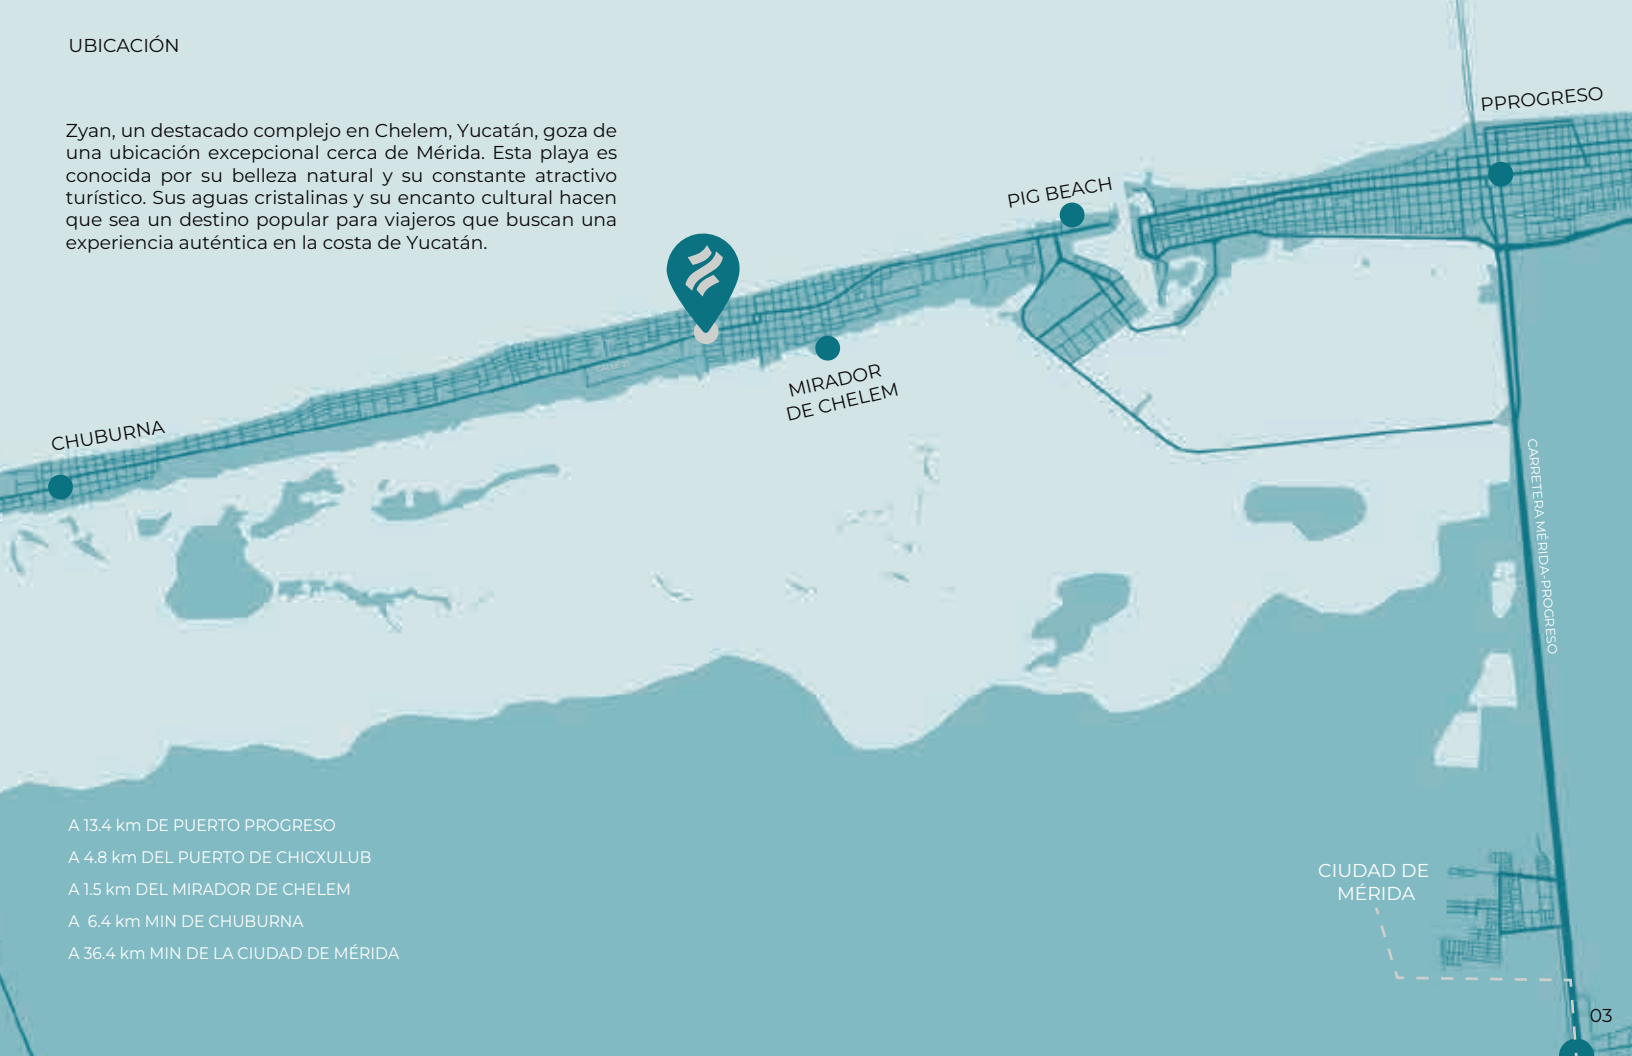 UBICACIÓN
Zyan, un destacado complejo en Chelem, Yucatán, goza de
una ubicación excepcional cerca de Mérida. Esta playa es
conocida por su belleza natural y su constante atractivo
turístico. Sus aguas cristalinas y su encanto cultural hacen
que sea un destino popular para viajeros que buscan una
experiencia auténtica en la costa de Yucatán.
PPROGRESO
PIG BEACH
MIRADOR
DE CHELEM
CHUBURNA
CARRETERA MÉRIDA-PROGRESO
A 13.4 km DE PUERTO PROGRESO
A 4.8 km DEL PUERTO DE CHICXULUB
A 1.5 km DEL MIRADOR DE CHELEM
A  6.4 km MIN DE CHUBURNA
A 36.4 km MIN DE LA CIUDAD DE MÉRIDA
CIUDAD DE
MÉRIDA
03